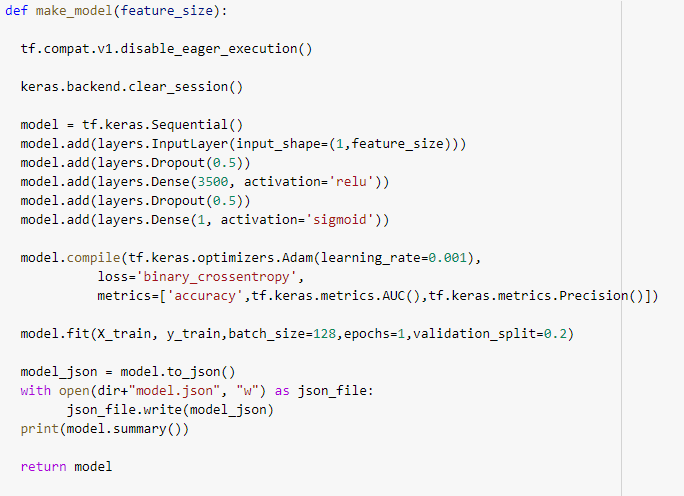 def make_model(feature_size):
tf.compat.v1.disable_eager_execution()
keras.backend.clear_session()
model = tf.keras.Sequential()
model.add(layers.InputLayer(input_shape=(1,feature_size)))
model.add(layers.Dropout(0.5))
model.add(layers.Dense(3500, activation='relu'))
model.add(layers.Dropout(0.5))
model.add(layers.Dense(1, activation='sigmoid'))
model.compile(tf.keras.optimizers.Adam(learning_rate=0.001),
loss='binary_crossentropy',
metrics=['accuracy',tf.keras.metrics.AUC(),tf.keras.metrics.Precision()])
model.fit(X_train, y_train,batch_size=128,epochs=1,validation_split=0.2)
model_json = model.to_json()
with open(dir+"model.json", "w") as json_file:
json_file.write(model_json)
print(model.summary())
return model